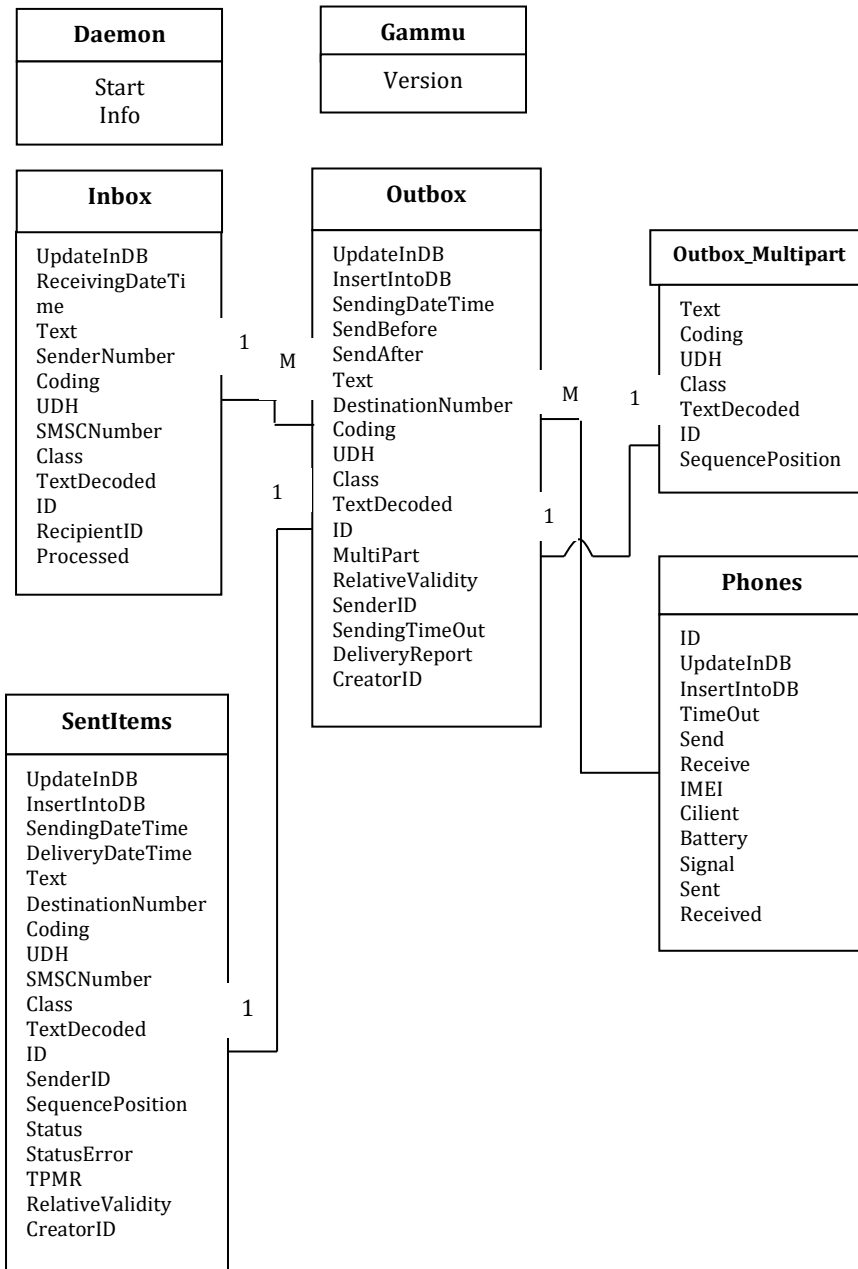 Daemon
Start
Info
Gammu
Version
Inbox
UpdateInDB
ReceivingDateTi
me
Text
SenderNumber
Coding
UDH
SMSCNumber
Class
TextDecoded
ID
RecipientID
Processed
1
M
Outbox
UpdateInDB
InsertIntoDB
SendingDateTime
SendBefore
SendAfter
Text
DestinationNumber
Coding
UDH
Class
TextDecoded
ID
MultiPart
RelativeValidity
SenderID
SendingTimeOut
DeliveryReport
CreatorID
1
M
1
1
Outbox_Multipart
Text
Coding
UDH
Class
TextDecoded
ID
SequencePosition
Phones
ID
UpdateInDB
InsertIntoDB
TimeOut
Send
Receive
IMEI
Cilient
Battery
Signal
Sent
Received
SentItems
UpdateInDB
InsertIntoDB
SendingDateTime
DeliveryDateTime
Text
DestinationNumber
Coding
UDH
SMSCNumber
Class
TextDecoded
ID
SenderID
SequencePosition
Status
StatusError
TPMR
RelativeValidity
CreatorID
1